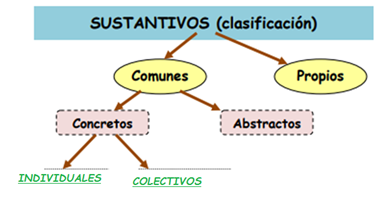 SUSTANTIVOS (clasificación)
Comunes Propios
Concretos Abstractos
INDIVIDUALES COLECTIVOS